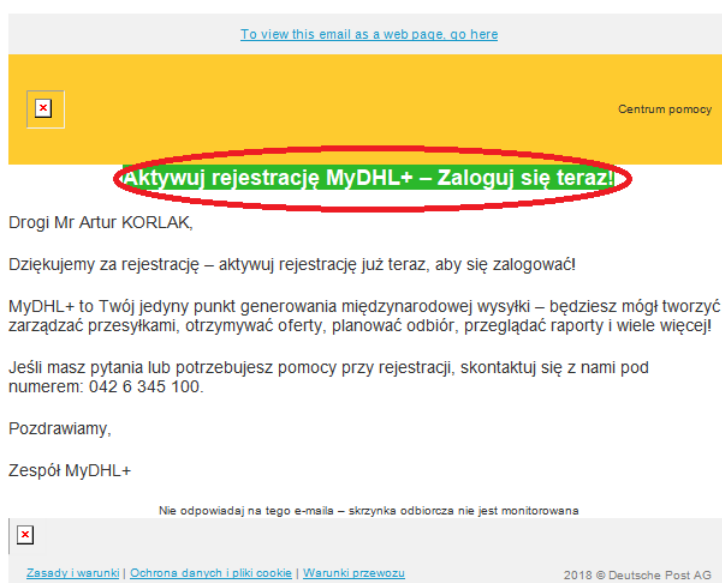 To view this email as a web page, go here
Centrum pomocy
Aktywuj rejestrację MyDHL+ – Zaloguj się teraz!
Drogi Mr Artur KORLAK,
Dziękujemy za rejestrację – aktywuj rejestrację już teraz, aby się zalogować!
MyDHL+ to Twój jedyny punkt generowania międzynarodowej wysyłki – będziesz mógł tworzyć
zarządzać przesyłkami, otrzymywać oferty, planować odbiór, przeglądać raporty i wiele więcej!
Jeśli masz pytania lub potrzebujesz pomocy przy rejestracji, skontaktuj się z nami pod
numerem: 042 6 345 100.
Pozdrawiamy,
Zespół MyDHL+
Nie odpowiadaj na tego e-maila – skrzynka odbiorcza nie jest monitorowana
Zasady i warunki | Ochrona danych i pliki cookie | Warunki przewozu
2018 © Deutsche Post AG